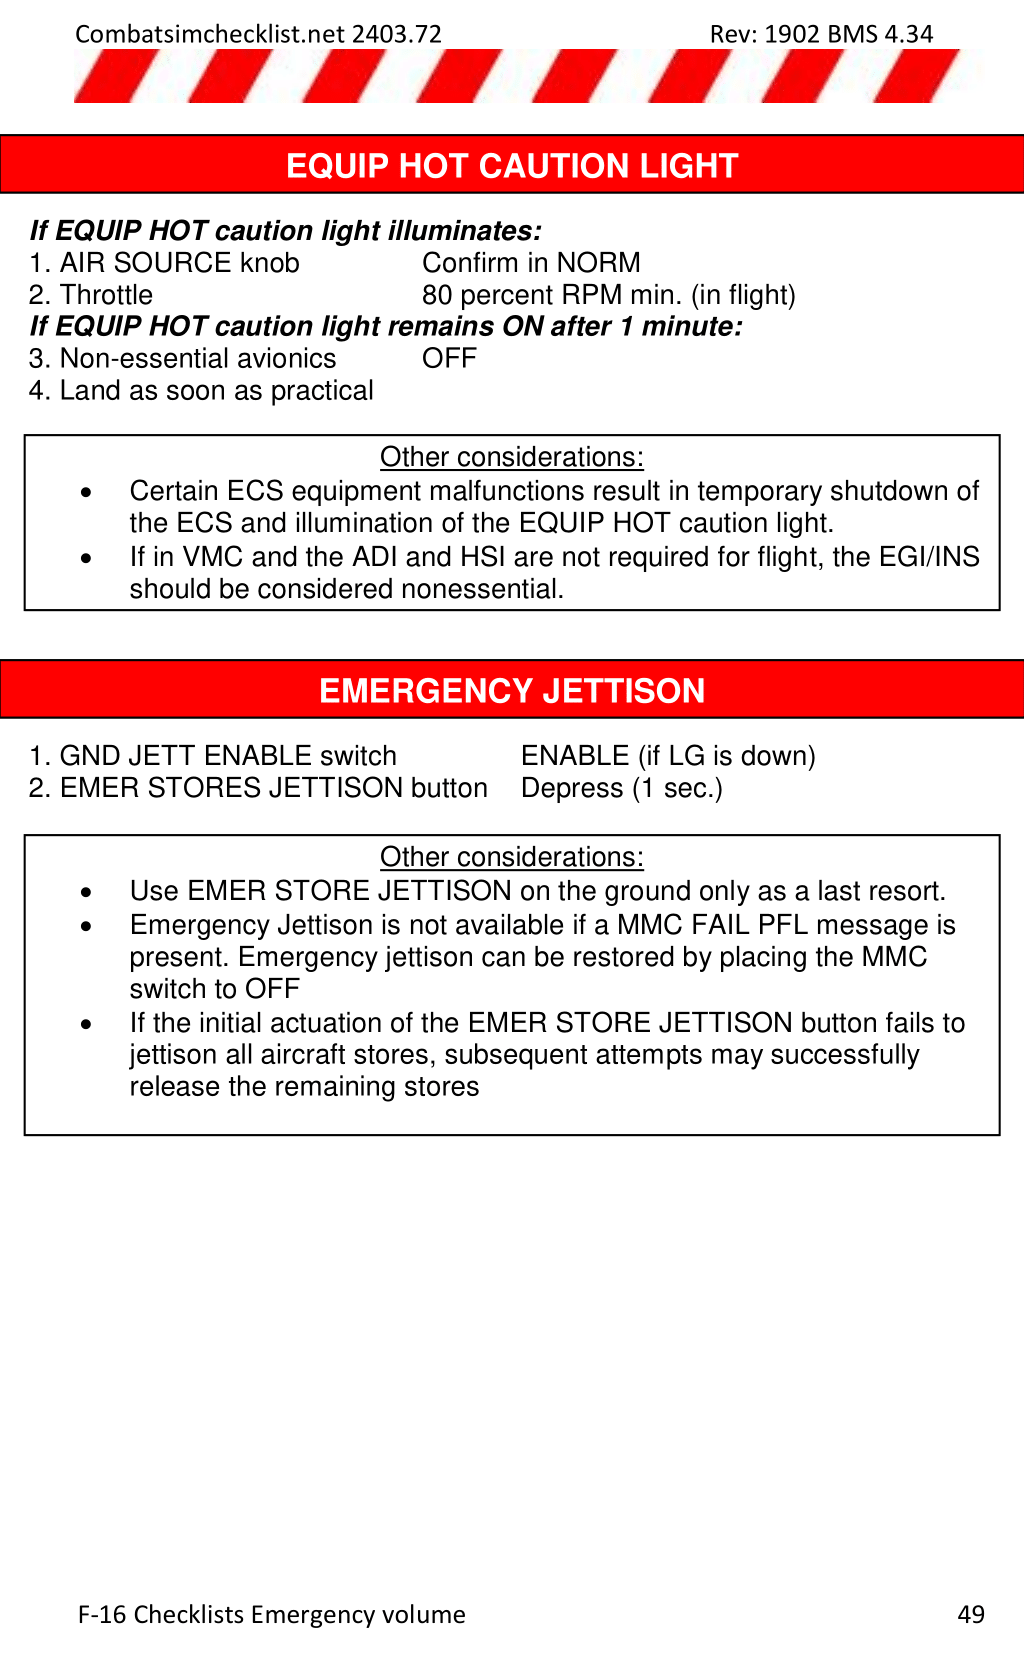 Combatsimchecklist.net 2403.72 Rev: 1902 BMS 4.34
EQUIP HOT CAUTION LIGHT
If EQUIP HOT caution light illuminates:
1. AIR SOURCE knob Confirm in NORM
2. Throttle 80 percent RPM min. (in flight)
If EQUIP HOT caution light remains ON after 1 minute:
3. Non-essential avionics OFF
4. Land as soon as practical
Other considerations:
• Certain ECS equipment malfunctions result in temporary shutdown of
the ECS and illumination of the EQUIP HOT caution light.
• If in VMC and the ADI and HSI are not required for flight, the EGI/INS
should be considered nonessential.
EMERGENCY JETTISON
1. GND JETT ENABLE switch ENABLE (if LG is down)
2. EMER STORES JETTISON button Depress (1 sec.)
Other considerations:
• Use EMER STORE JETTISON on the ground only as a last resort.
• Emergency Jettison is not available if a MMC FAIL PFL message is
present. Emergency jettison can be restored by placing the MMC
switch to OFF
• If the initial actuation of the EMER STORE JETTISON button fails to
jettison all aircraft stores, subsequent attempts may successfully
release the remaining stores
F-16 Checklists Emergency volume 49